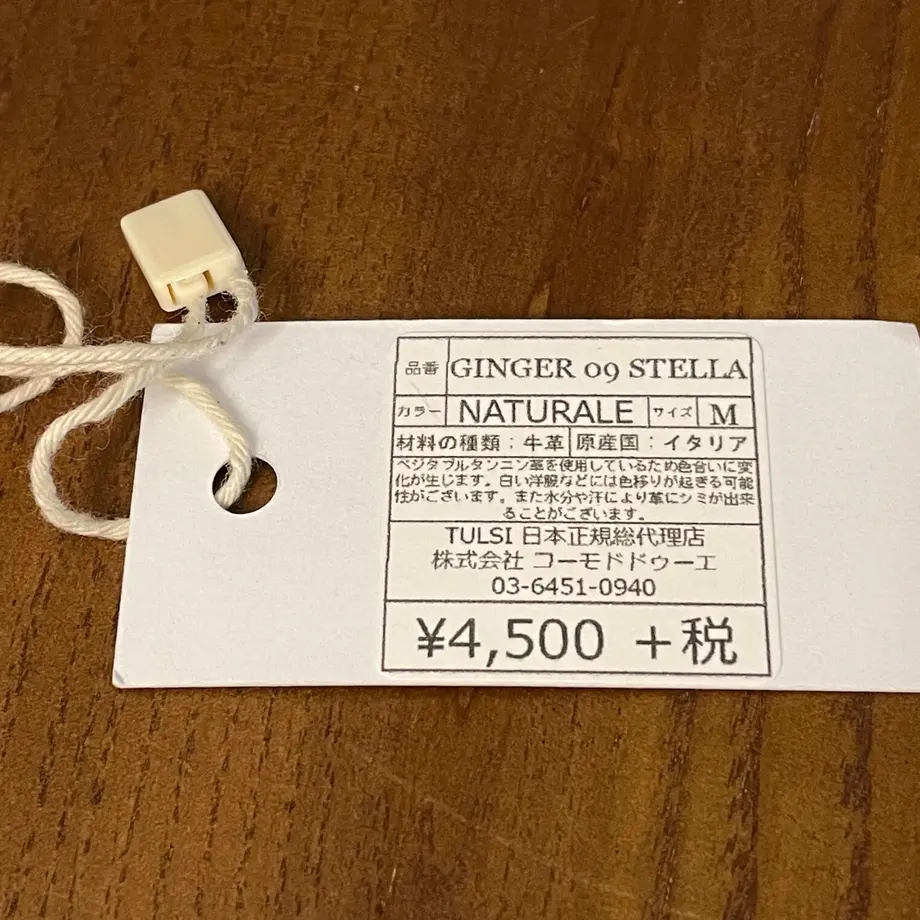 品番 GINGER 09 STELLA
カラー NATURALE サイズ M
材料の種類：牛革 原産国：イタリア
ベジタブルタンニン革を使用しているため色合いに変
化が生じます。白い洋服などには色移りが起きる可能
性がございます。また水分や汗により革にシミが出来
ることがございます。
TULSI 日本正規総代理店
株式会社 コーモドドゥーエ
03-6451-0940
¥4,500 +税